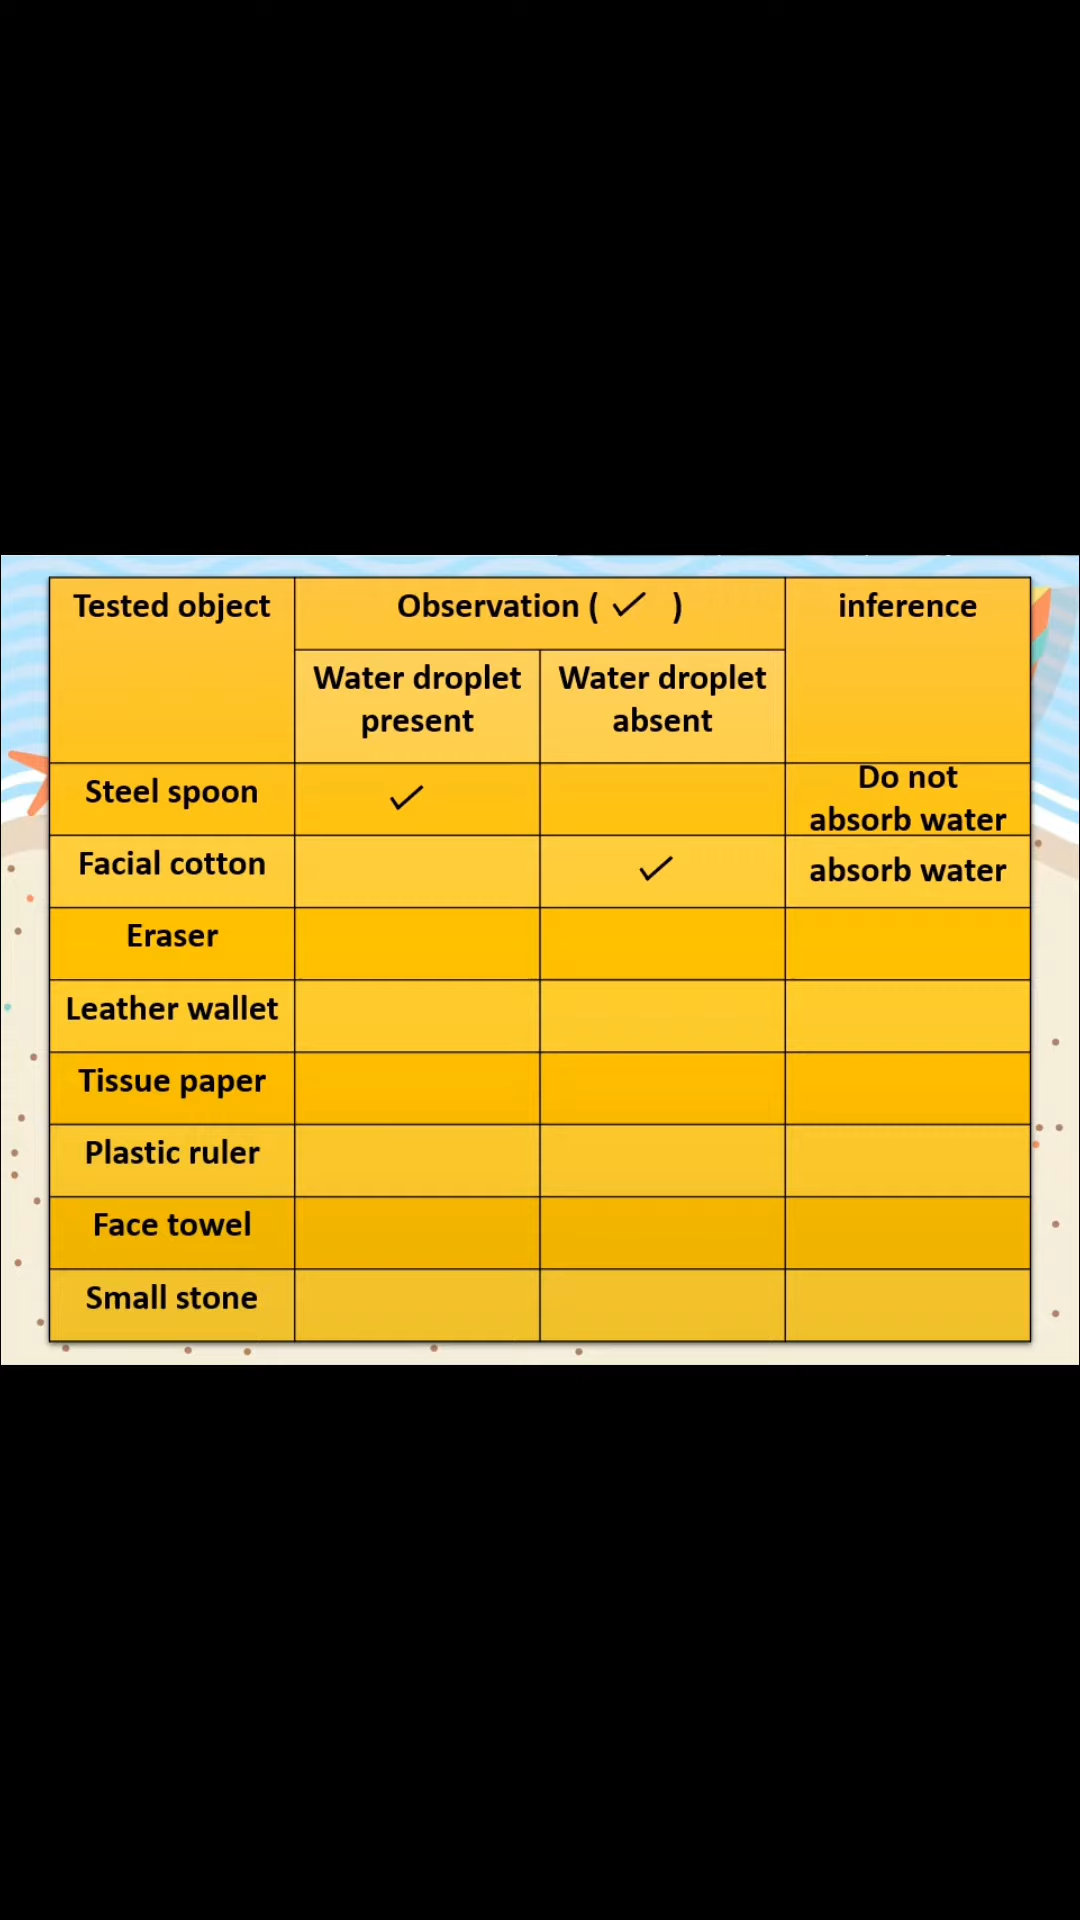 Tested object
Observation ( ✓ )
inference
Water droplet
present
Water droplet
absent
Steel spoon
✓
Do not
absorb water
Facial cotton
✓
absorb water
Eraser
Leather wallet
Tissue paper
Plastic ruler
Face towel
Small stone